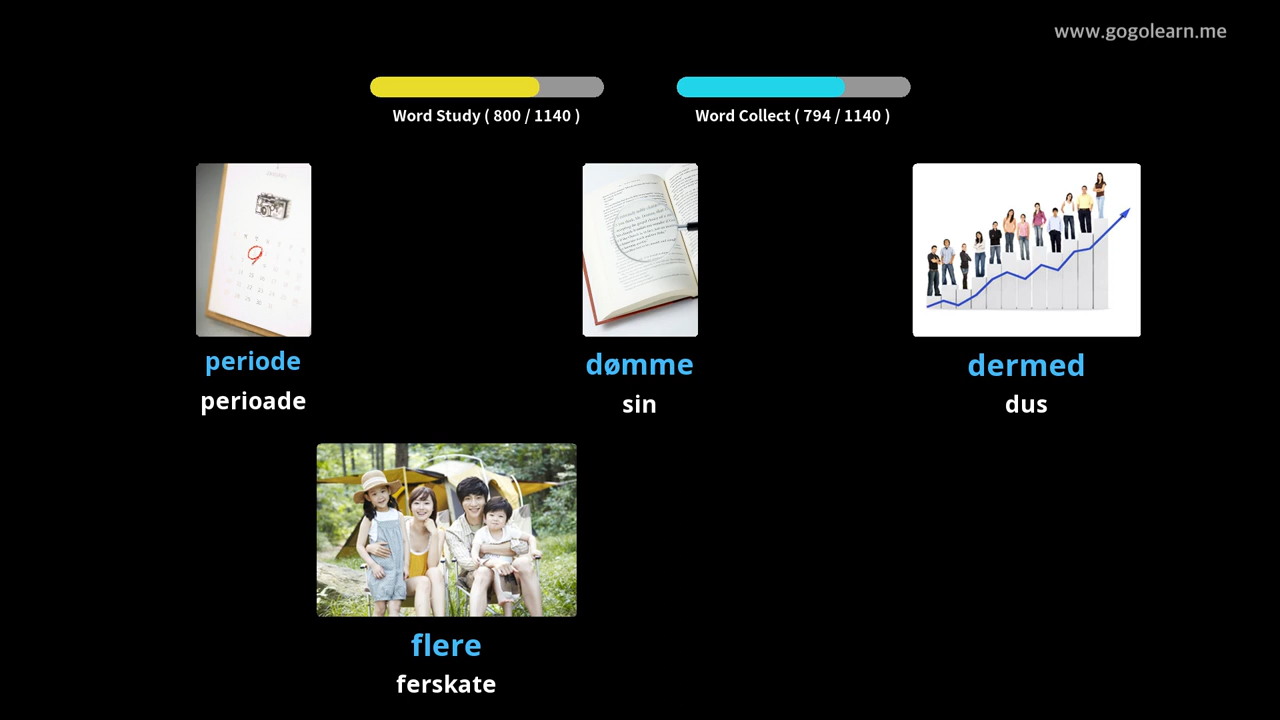 www.gogolearn.me
Word Study ( 800 / 1140 )
Word Collect ( 794 / 1140 )
periode
perioade
dømme
sin
dermed
dus
flere
ferskate